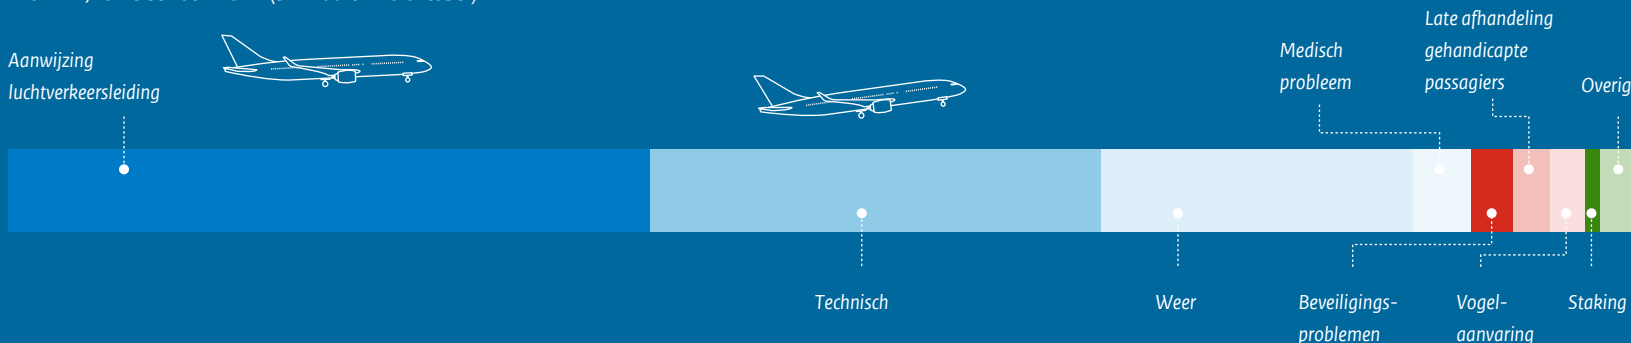 Aanwijzing
luchtverkeersleiding
Medisch
probleem
Late afhandeling
gehandicapte
passagiers
Overig
Technisch
Weer
Beveiligings-
problemen
Vogel-
aanvaring
Staking